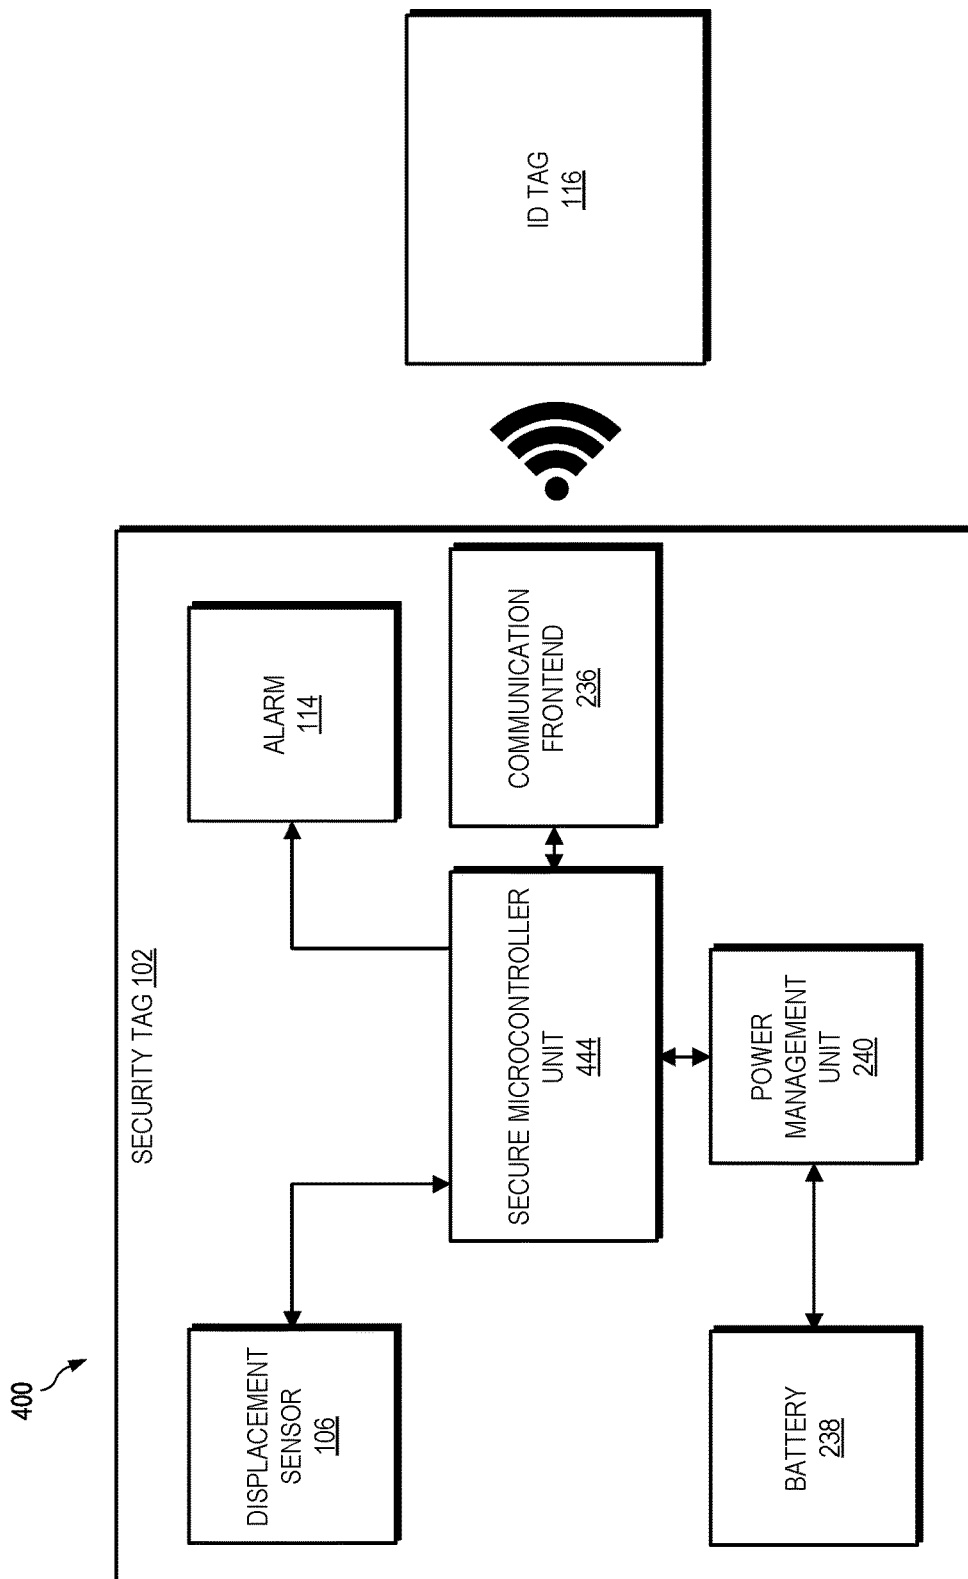 400
SECURITY TAG 102
DISPLACEMENT
SENSOR
106
ALARM
114
SECURE MICROCONTROLLER
UNIT
444
COMMUNICATION
FRONTEND
236
BATTERY
238
POWER
MANAGEMENT
UNIT
240
ID TAG
116